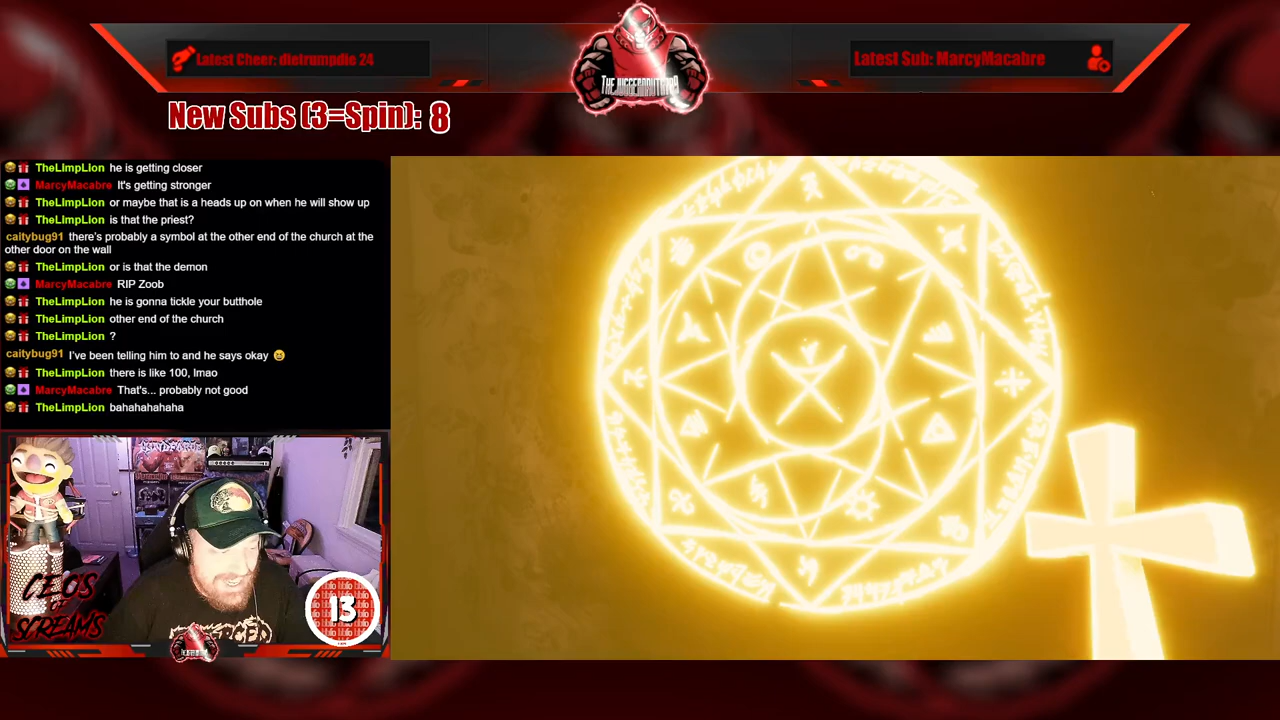 Latest Cheer: dietrumpdie 24
THEJUGGERNAUT0789
Latest Sub: MarcyMacabre
New Subs (3=Spin): 8
TheLImpLIon he is getting closer
MarcyMacabre It's getting stronger
TheLImpLIon or maybe that is a heads up on when he will show up
TheLImpLIon is that the priest?
caitybug91 there's probably a symbol at the other end of the church at the
other door on the wall
TheLImpLIon or is that the demon
MarcyMacabre RIP Zoob
TheLImpLIon he is gonna tickle your butthole
TheLImpLIon other end of the church
TheLImpLIon ?
caitybug91 I've been telling him to and he says okay
TheLImpLIon there is like 100, lmao
MarcyMacabre That's... probably not good
TheLImpLIon bahahahahaha
CEO'S
OF
SCREAMS
13